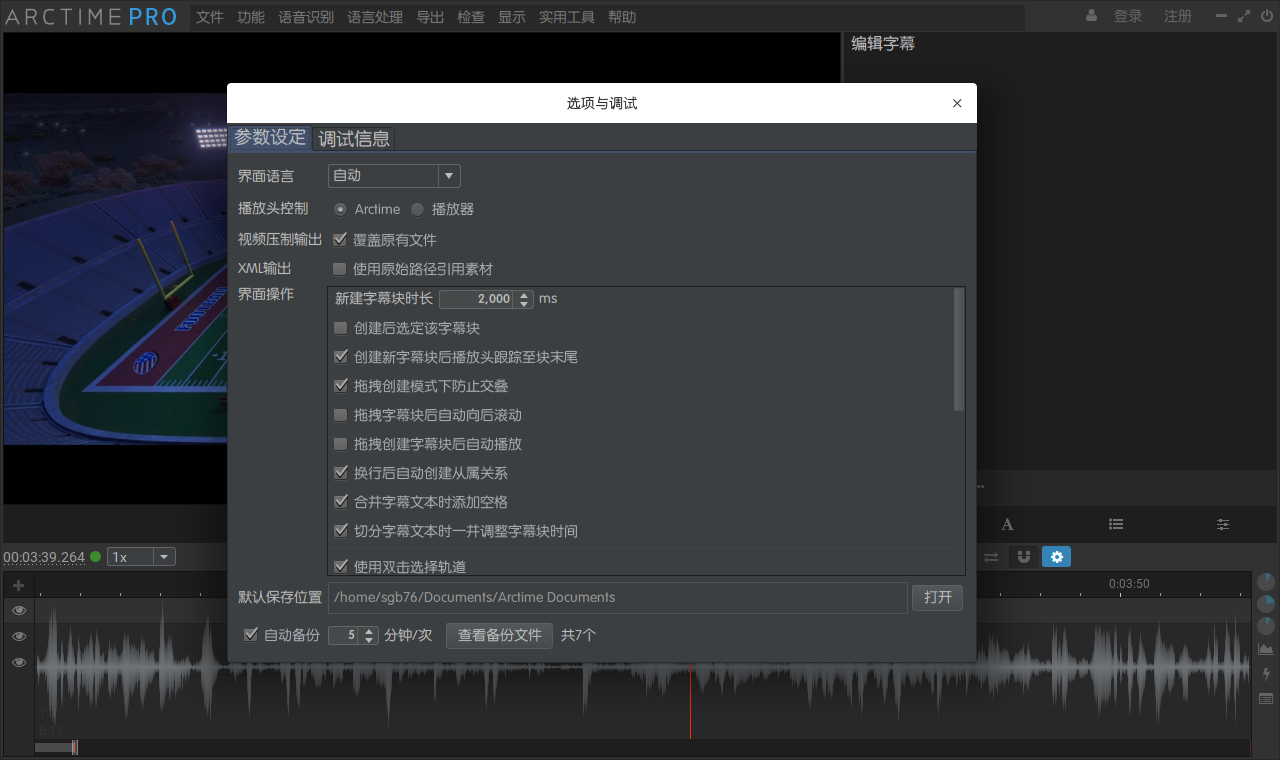 ARCTIME PRO 文件 功能 语音识别 语言处理 导出 检查 显示 实用工具 帮助 登录 注册
编辑字幕
选项与调试
参数设定 调试信息
界面语言 自动
播放头控制 Arctime 播放器
视频压制输出 覆盖原有文件
XML输出 使用原始路径引用素材
界面操作
新建字幕块时长 2,000 ms
创建后选定该字幕块
创建新字幕块后播放头跟踪至块末尾
拖拽创建模式下防止交叠
拖拽字幕块后自动向后滚动
拖拽创建字幕块后自动播放
换行后自动创建从属关系
合并字幕文本时添加空格
切分字幕文本时一并调整字幕块时间
使用双击选择轨道
00:03:39.264 1x
0:03:50
默认保存位置 /home/sgb76/Documents/Arctime Documents 打开
自动备份 5 分钟/次 查看备份文件 共7个